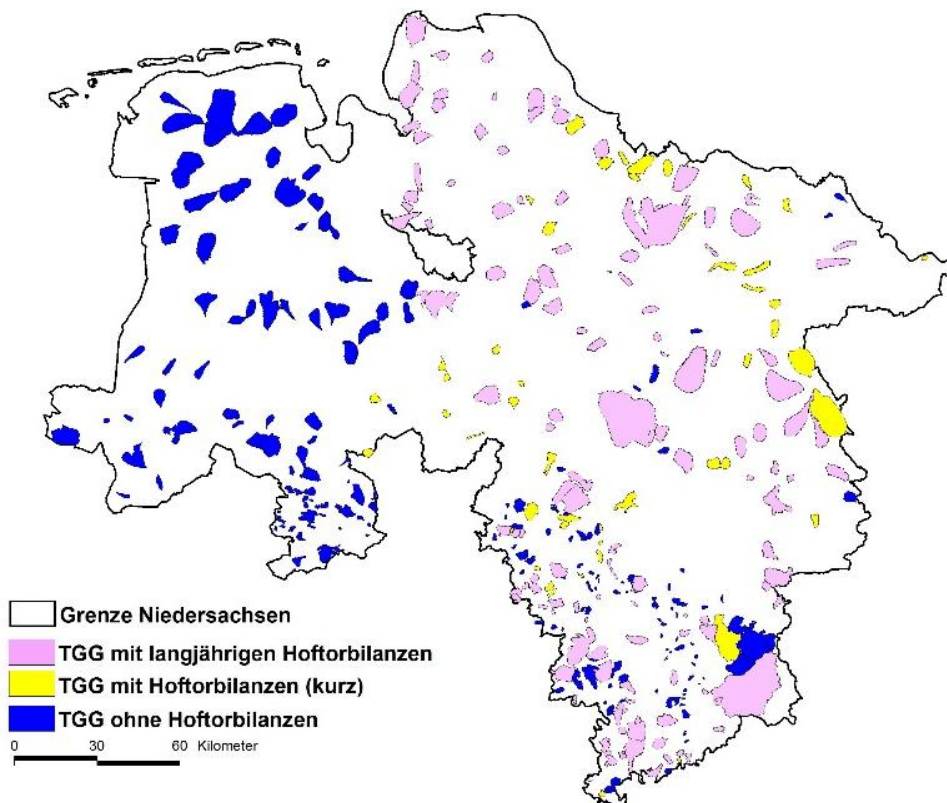 Grenze Niedersachsen
TGG mit langjährigen Hoftorbilanzen
TGG mit Hoftorbilanzen (kurz)
TGG ohne Hoftorbilanzen
0 30 60 Kilometer